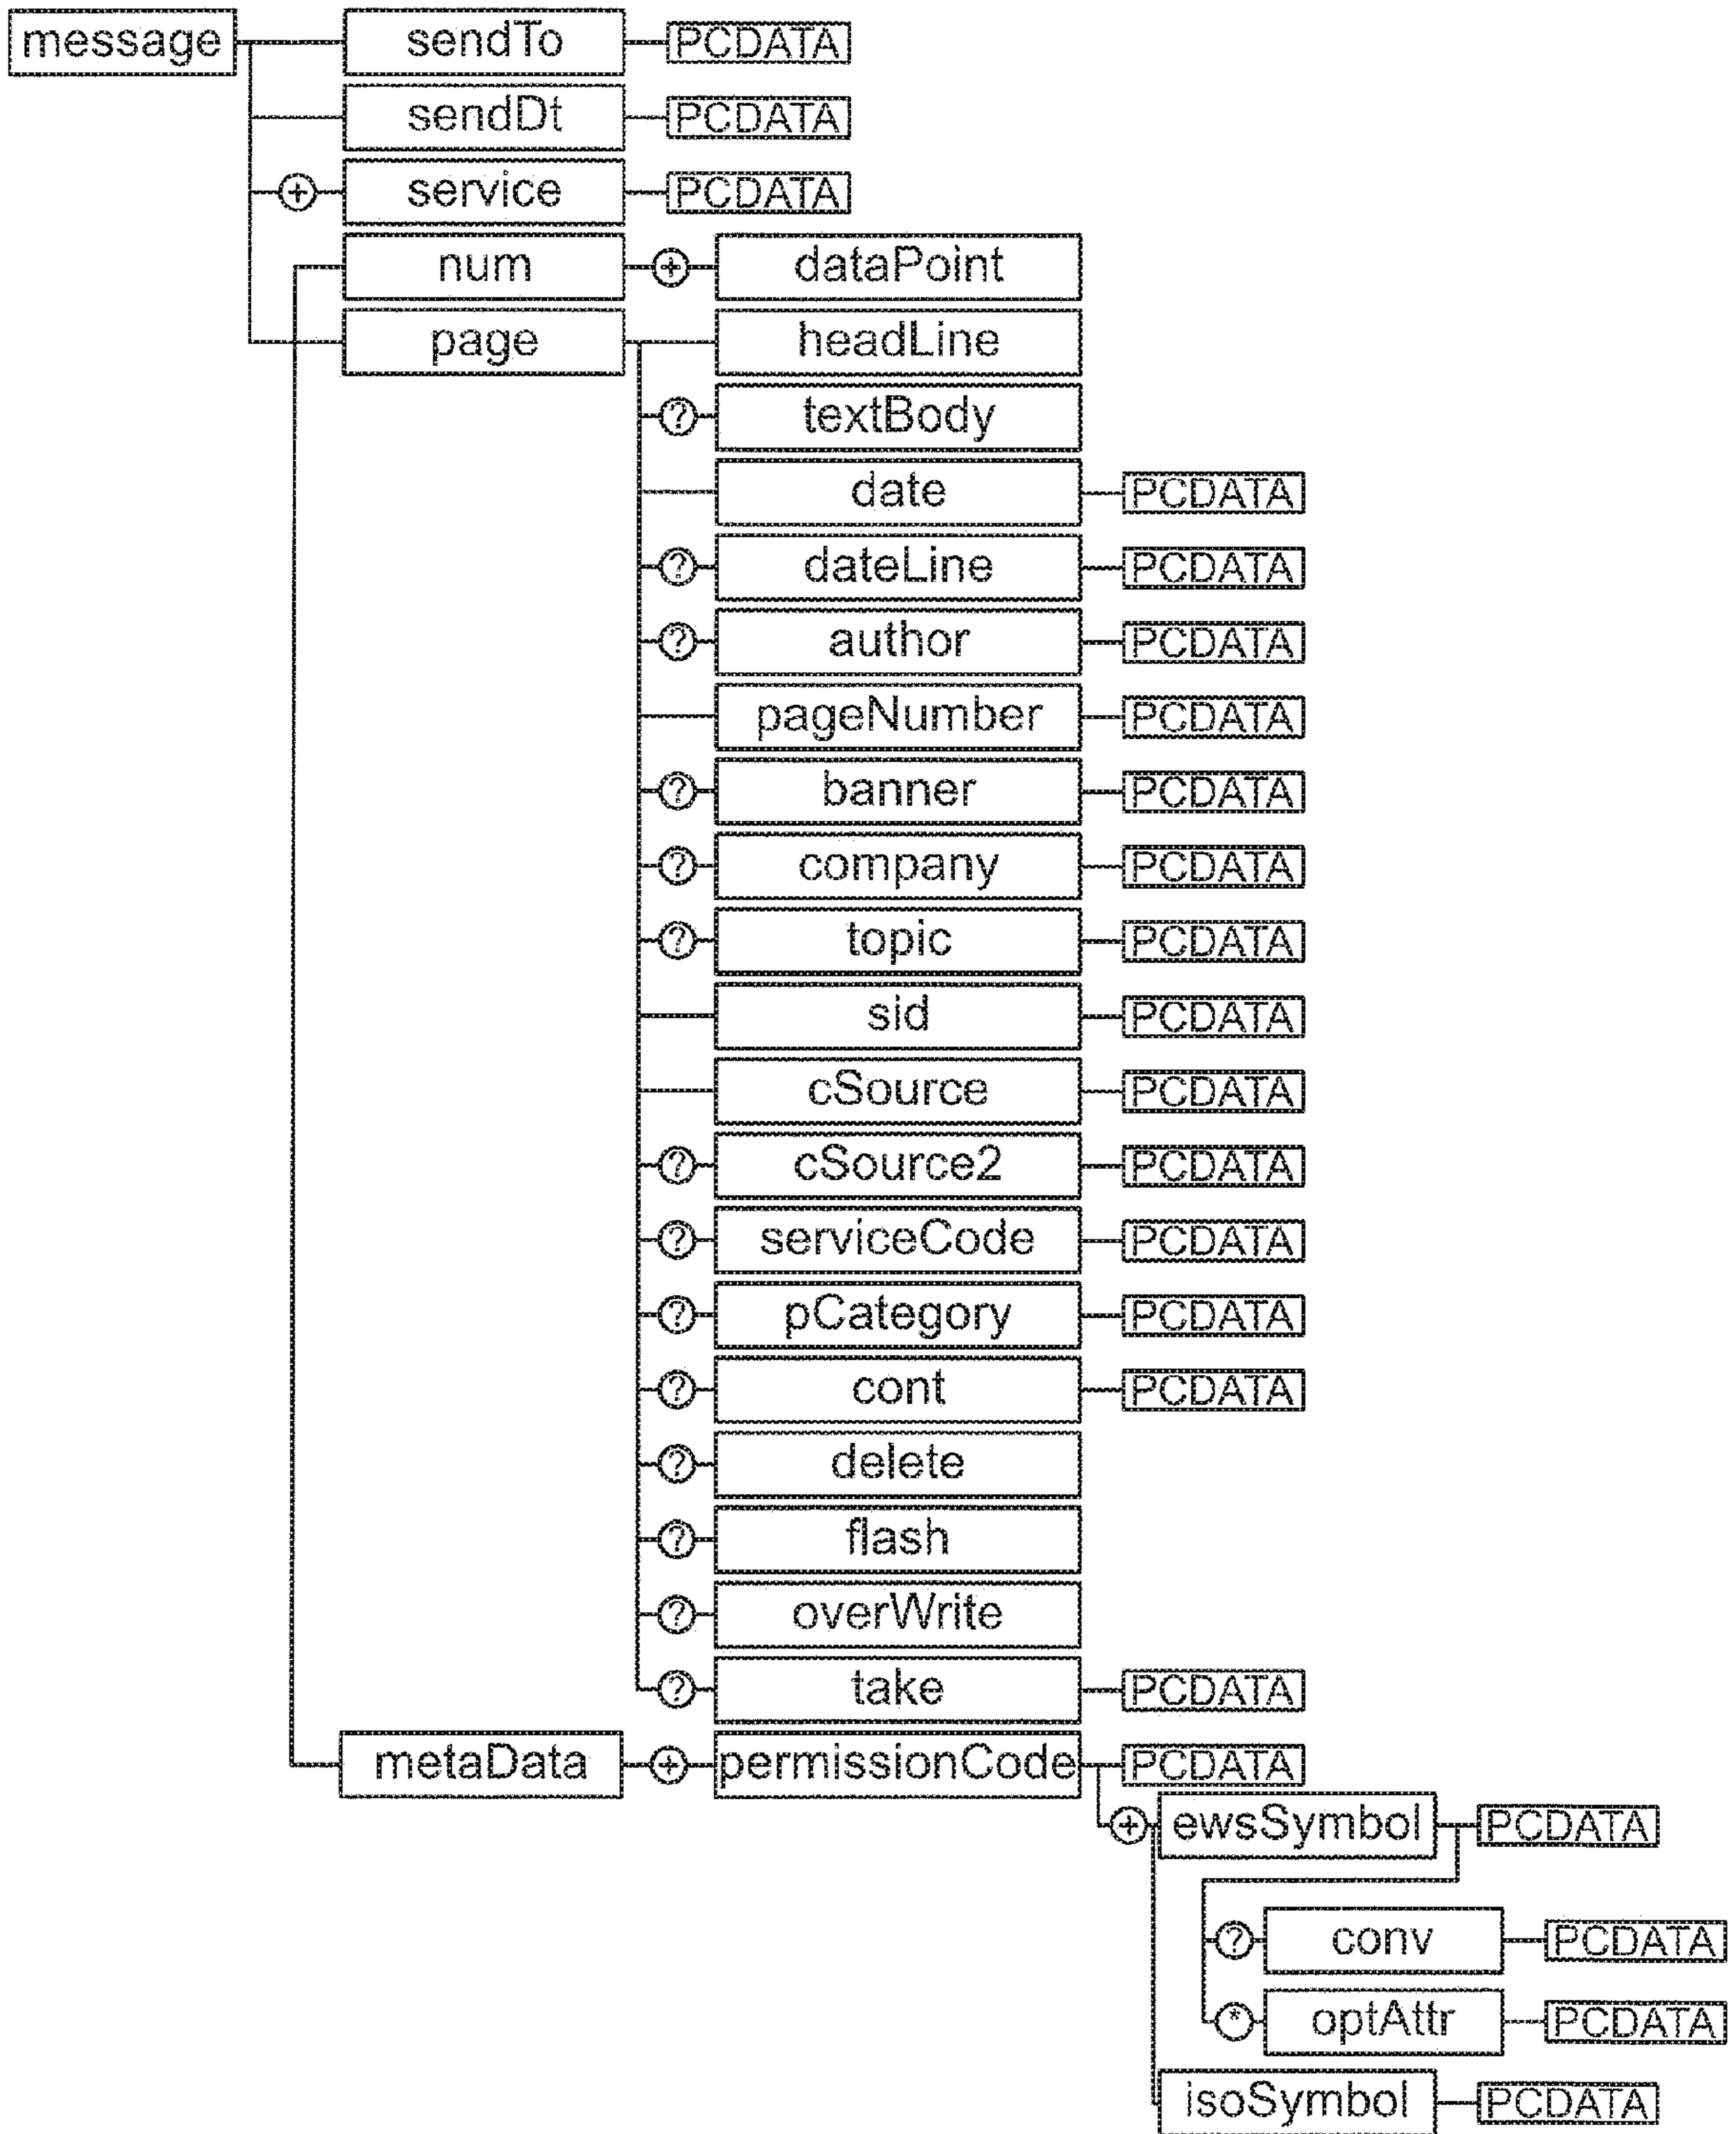 message sendTo PCDATA
sendDt PCDATA
+ service PCDATA
num + dataPoint
page headLine
? textBody
date PCDATA
? dateLine PCDATA
? author PCDATA
pageNumber PCDATA
? banner PCDATA
? company PCDATA
? topic PCDATA
sid PCDATA
cSource PCDATA
? cSource2 PCDATA
? serviceCode PCDATA
? pCategory PCDATA
? cont PCDATA
? delete
? flash
? overWrite
? take PCDATA
metaData + permissionCode PCDATA
+ ewsSymbol PCDATA
? conv PCDATA
* optAttr PCDATA
isoSymbol PCDATA